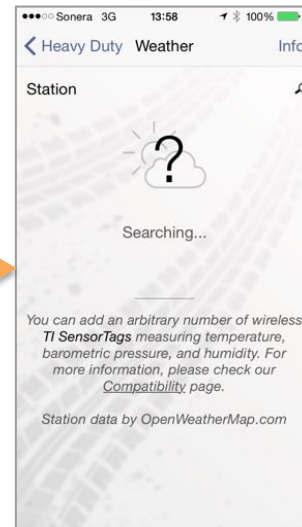 ●●●○○ Sonera 3G 13:58 100%
Heavy Duty Weather Info
Station
?
Searching...
You can add an arbitrary number of wireless
TI SensorTags measuring temperature,
barometric pressure, and humidity. For
more information, please check our
Compatibility page.
Station data by OpenWeatherMap.com